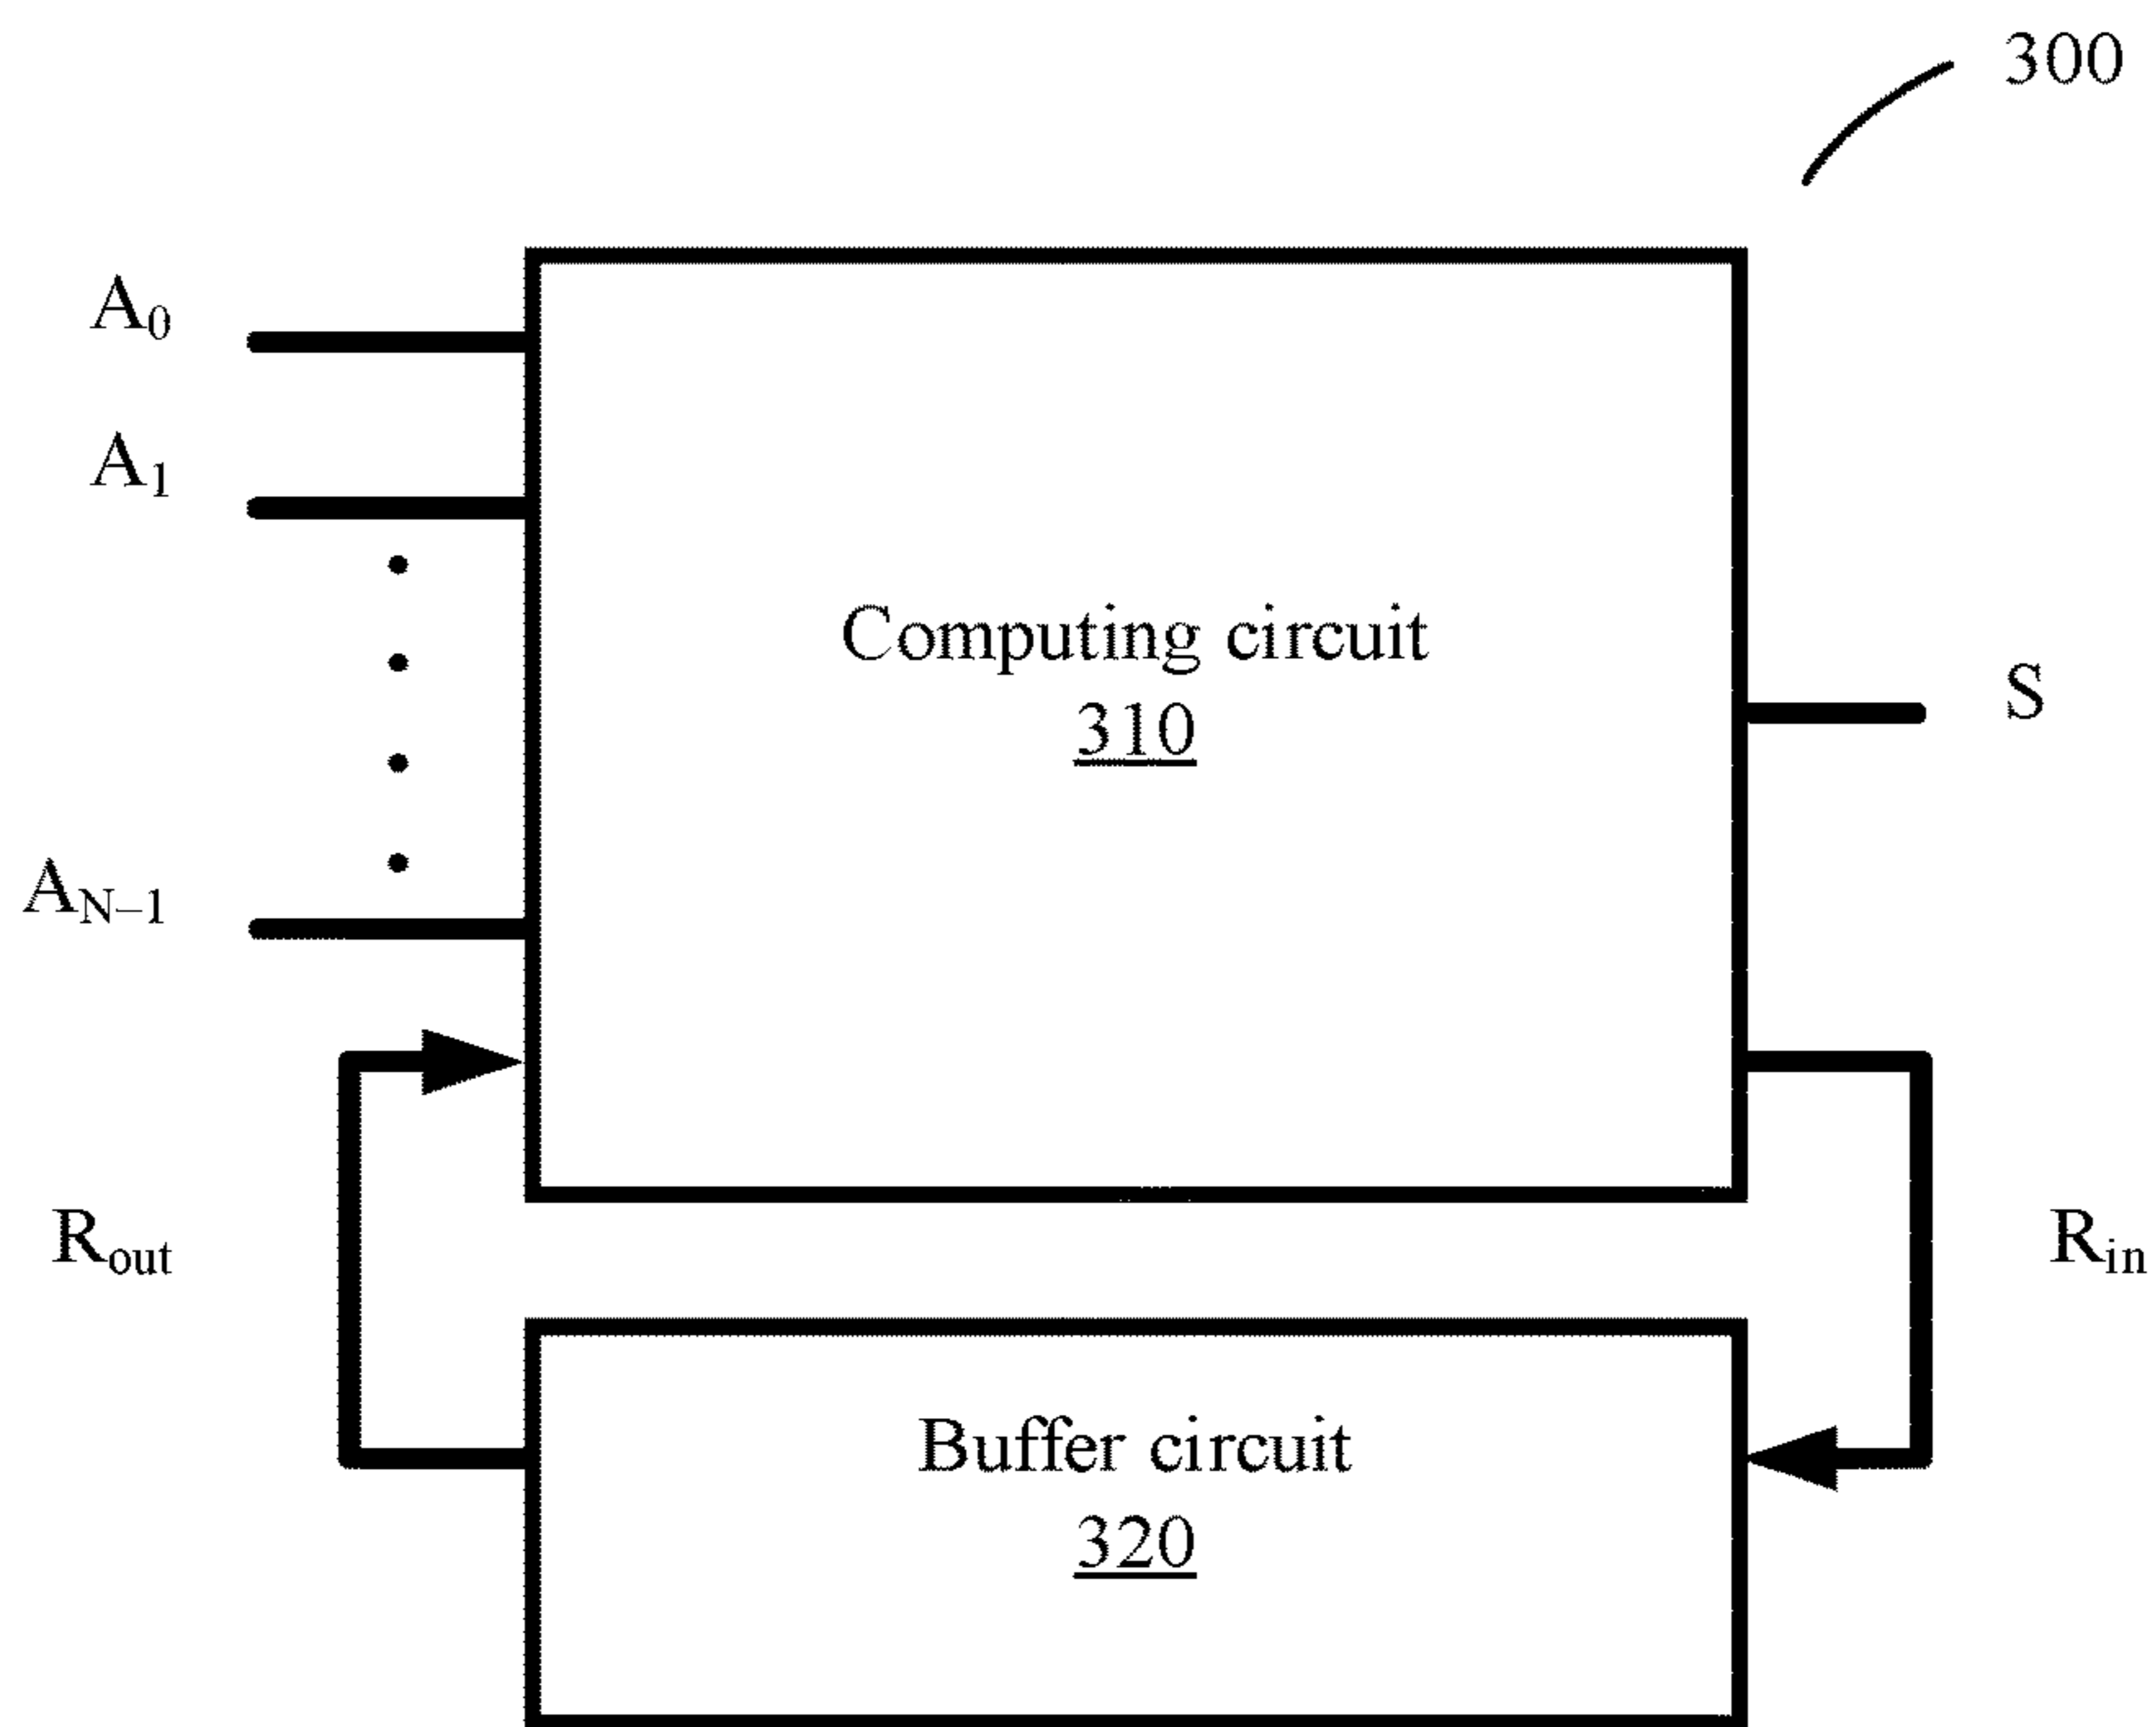 300
A0
A1
Computing circuit
310
S
AN–1
Rout
Rin
Buffer circuit
320